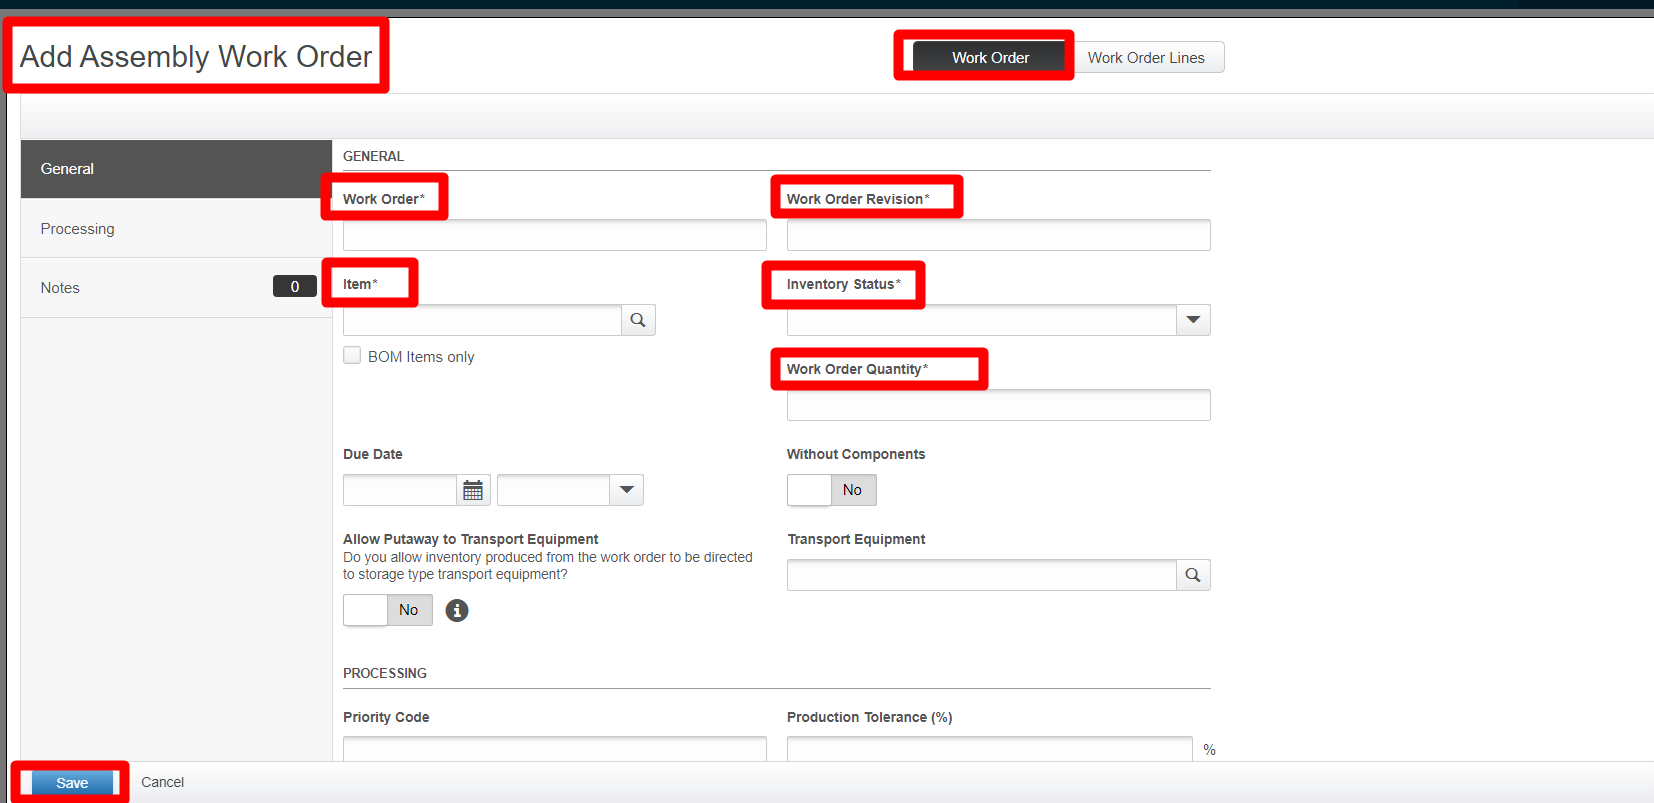 Add Assembly Work Order
Work Order
Work Order Lines
General
Processing
Notes
0
GENERAL
Work Order*
Work Order Revision*
Item*
Inventory Status*
BOM Items only
Work Order Quantity*
Due Date
Without Components
No
Allow Putaway to Transport Equipment
Do you allow inventory produced from the work order to be directed
to storage type transport equipment?
Transport Equipment
No
PROCESSING
Priority Code
Production Tolerance (%)
%
Save
Cancel